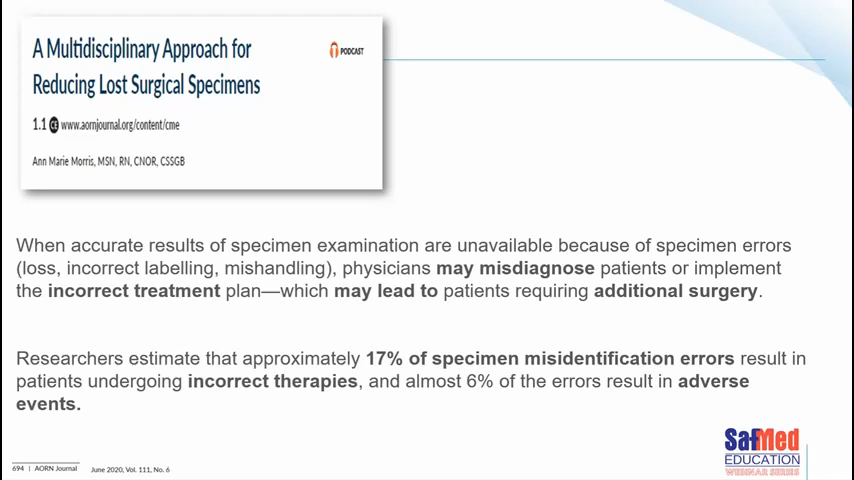 A Multidisciplinary Approach for
Reducing Lost Surgical Specimens
PODCAST
1.1 CE www.aornjournal.org/content/cme
Ann Marie Morris, MSN, RN, CNOR, CSSGB
When accurate results of specimen examination are unavailable because of specimen errors
(loss, incorrect labelling, mishandling), physicians may misdiagnose patients or implement
the incorrect treatment plan—which may lead to patients requiring additional surgery.
Researchers estimate that approximately 17% of specimen misidentification errors result in
patients undergoing incorrect therapies, and almost 6% of the errors result in adverse
events.
SafMed
EDUCATION
WEBINAR SERIES
694 | AORN Journal June 2020, Vol. 111, No. 6